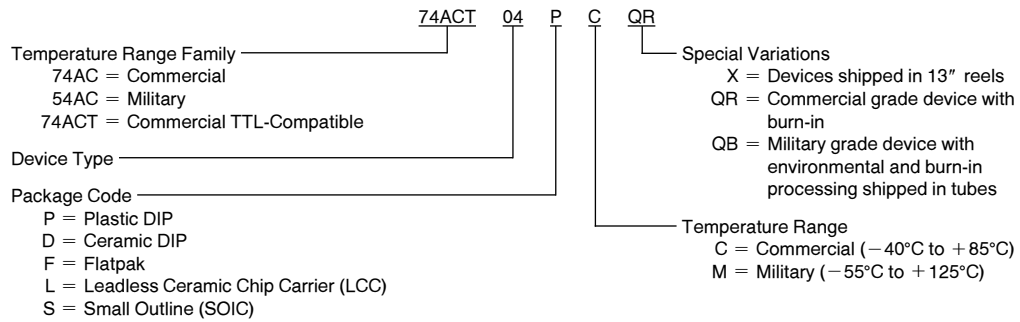 74ACT 04 P C QR
Temperature Range Family
74AC = Commercial
54AC = Military
74ACT = Commercial TTL-Compatible
Device Type
Package Code
P = Plastic DIP
D = Ceramic DIP
F = Flatpak
L = Leadless Ceramic Chip Carrier (LCC)
S = Small Outline (SOIC)
Special Variations
X = Devices shipped in 13″ reels
QR = Commercial grade device with
burn-in
QB = Military grade device with
environmental and burn-in
processing shipped in tubes
Temperature Range
C = Commercial (−40°C to +85°C)
M = Military (−55°C to +125°C)